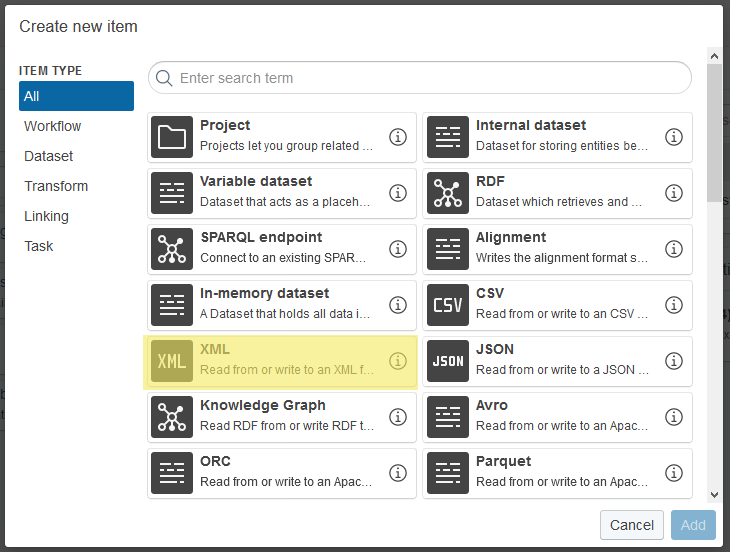 Create new item
ITEM TYPE
All
Workflow
Dataset
Transform
Linking
Task
Enter search term
Project
Projects let you group related ...
Internal dataset
Dataset for storing entities be...
Variable dataset
Dataset that acts as a placeh...
RDF
Dataset which retrieves and ...
SPARQL endpoint
Connect to an existing SPAR...
Alignment
Writes the alignment format s...
In-memory dataset
A Dataset that holds all data i...
CSV
CSV
Read from or write to an CSV ...
XML
XML
Read from or write to an XML f...
JSON
JSON
Read from or write to a JSON ...
Knowledge Graph
Read RDF from or write RDF t...
Avro
Read from or write to an Apac...
ORC
Read from or write to an Apac...
Parquet
Read from or write to an Apac...
Cancel
Add